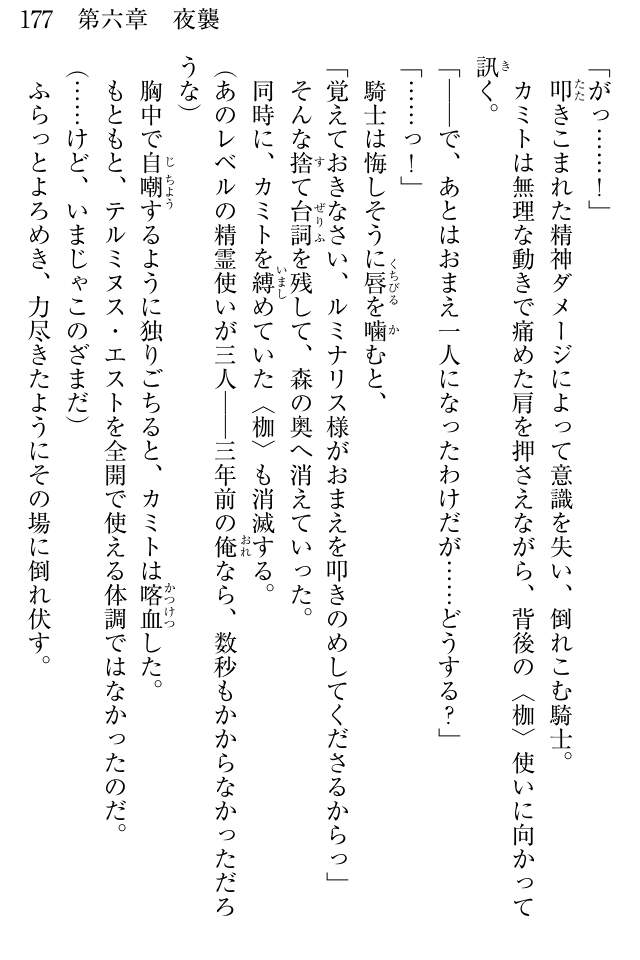 177　第六章　夜襲
「がっ……！」
　叩きこまれた精神ダメージによって意識を失い、倒れこむ騎士。
　カミトは無理な動きで痛めた肩を押さえながら、背後の〈枷〉使いに向かって
訊く。
「――で、あとはおまえ一人になったわけだが……どうする？」
「……っ！」
　騎士は悔しそうに唇を噛むと、
「覚えておきなさい、ルミナリス様がおまえを叩きのめしてくださるからっ」
　そんな捨て台詞を残して、森の奥へ消えていった。
　同時に、カミトを縛めていた〈枷〉も消滅する。
（あのレベルの精霊使いが三人――三年前の俺なら、数秒もかからなかっただろ
うな）
　胸中で自嘲するように独りごちると、カミトは喀血した。
　もともと、テルミヌス・エストを全開で使える体調ではなかったのだ。
（……けど、いまじゃこのざまだ）
　ふらっとよろめき、力尽きたようにその場に倒れ伏す。